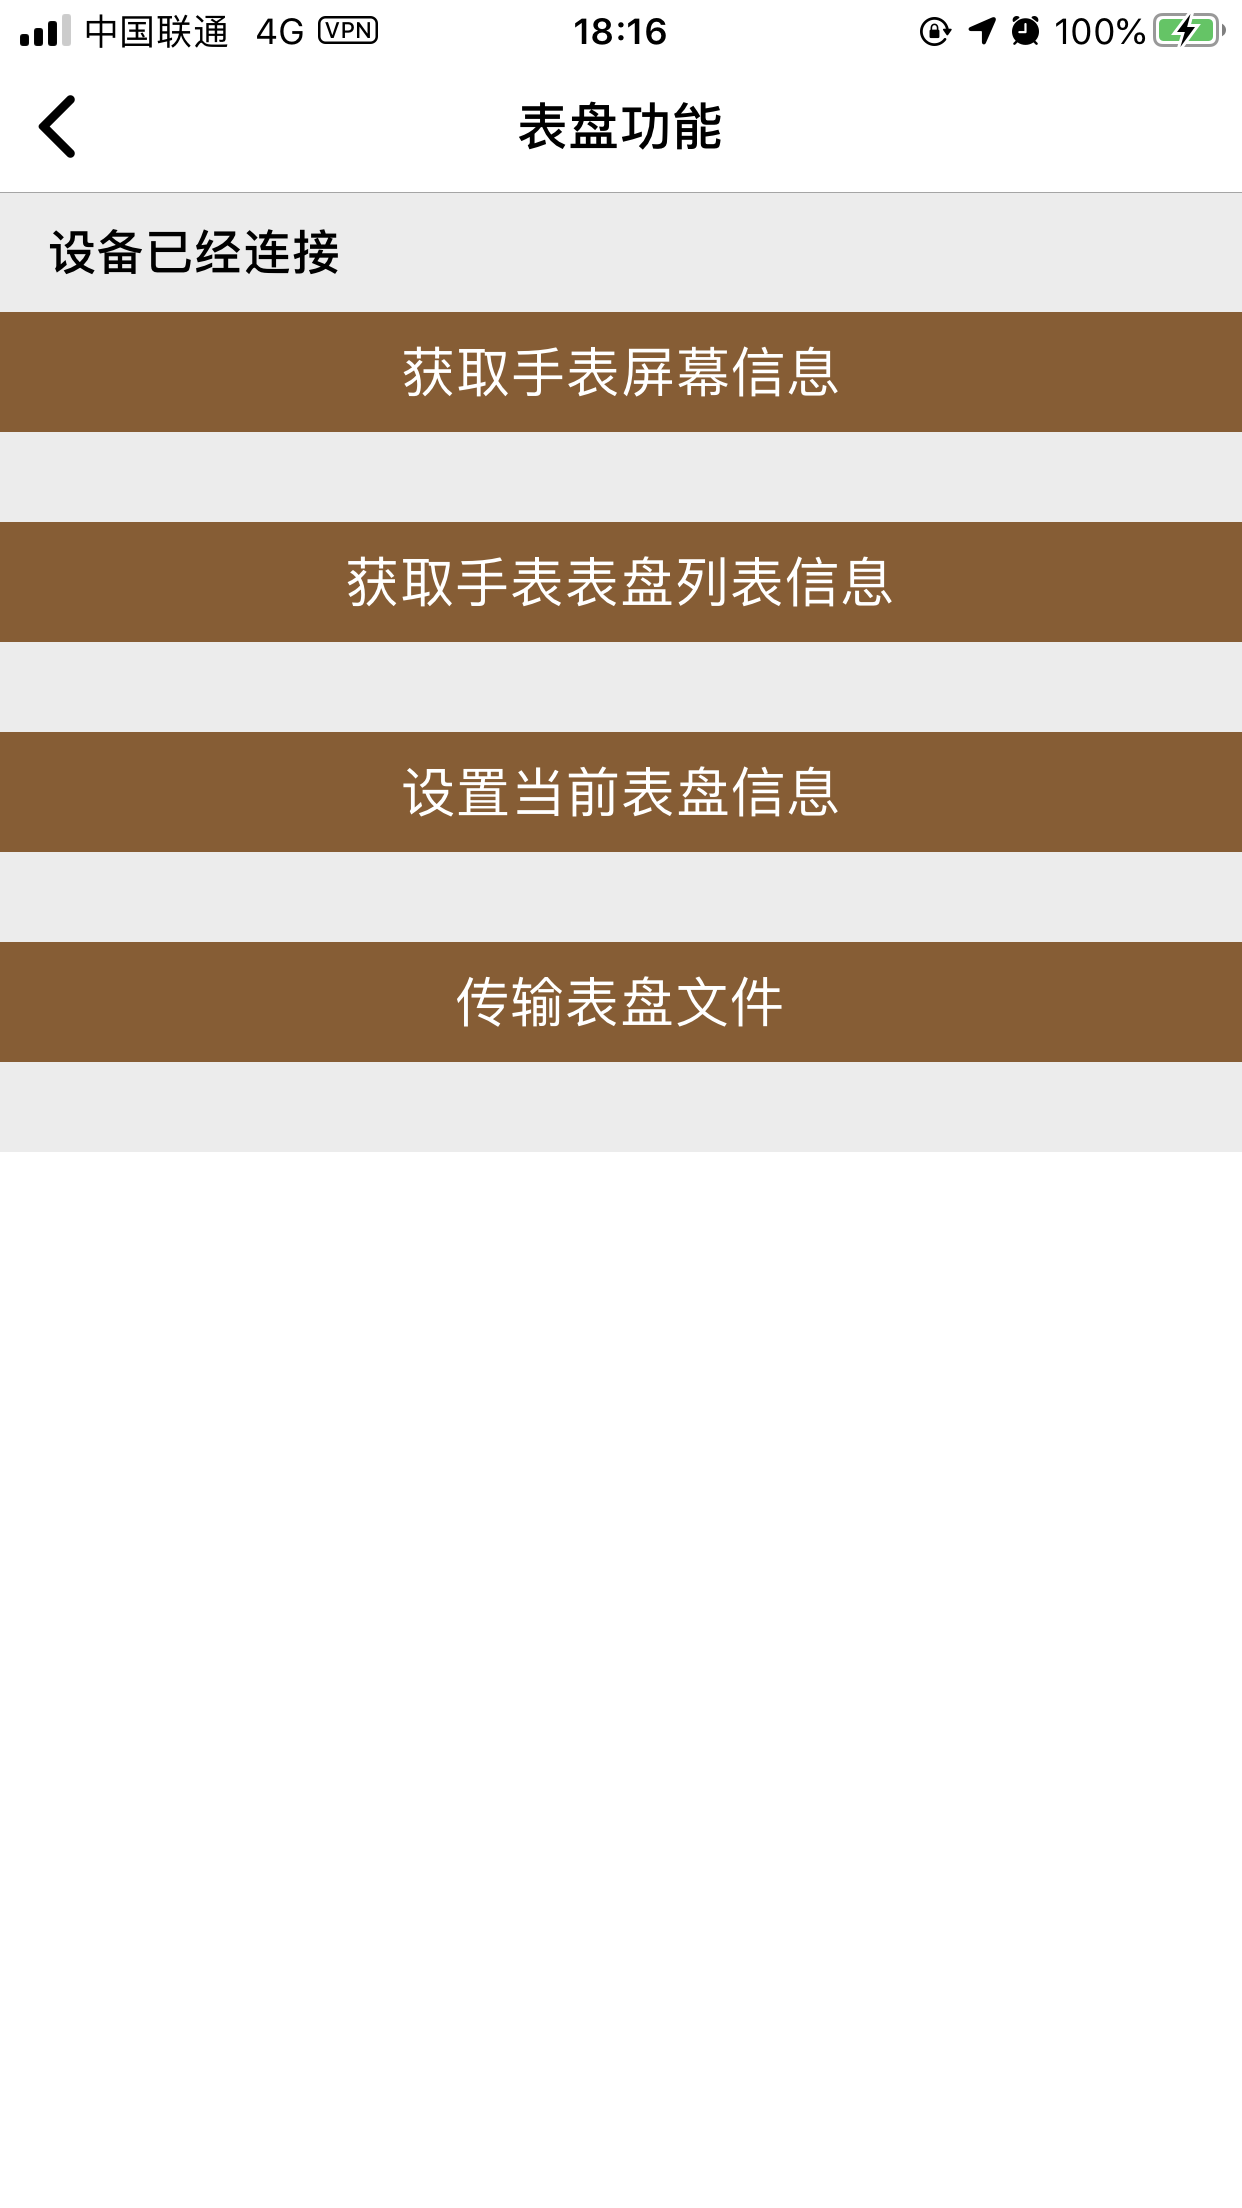 中国联通 4G VPN 18:16 100%
表盘功能
设备已经连接
获取手表屏幕信息
获取手表表盘列表信息
设置当前表盘信息
传输表盘文件